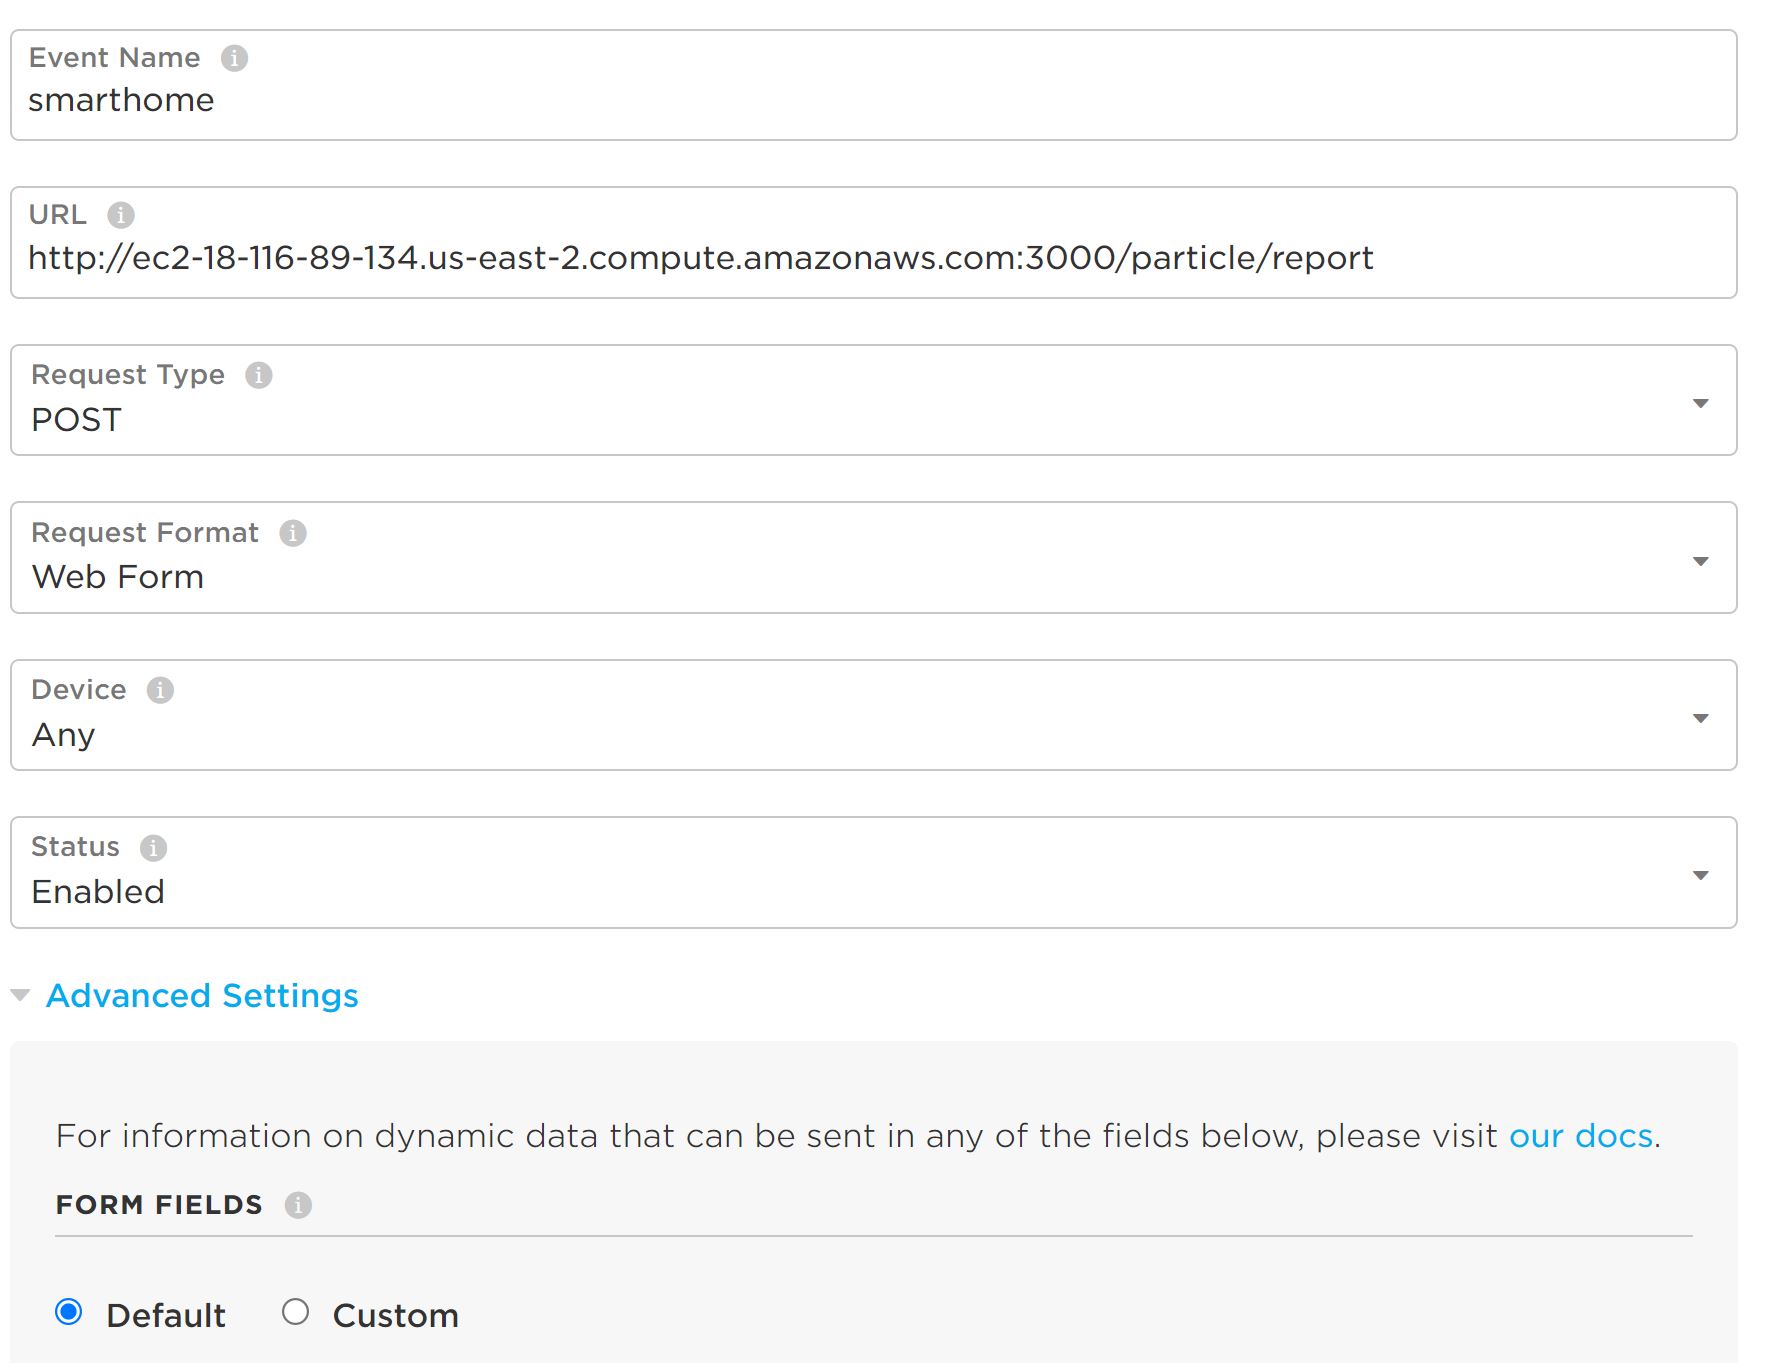 Event Name
smarthome
URL
http://ec2-18-116-89-134.us-east-2.compute.amazonaws.com:3000/particle/report
Request Type
POST
Request Format
Web Form
Device
Any
Status
Enabled
Advanced Settings
For information on dynamic data that can be sent in any of the fields below, please visit our docs.
FORM FIELDS
Default Custom